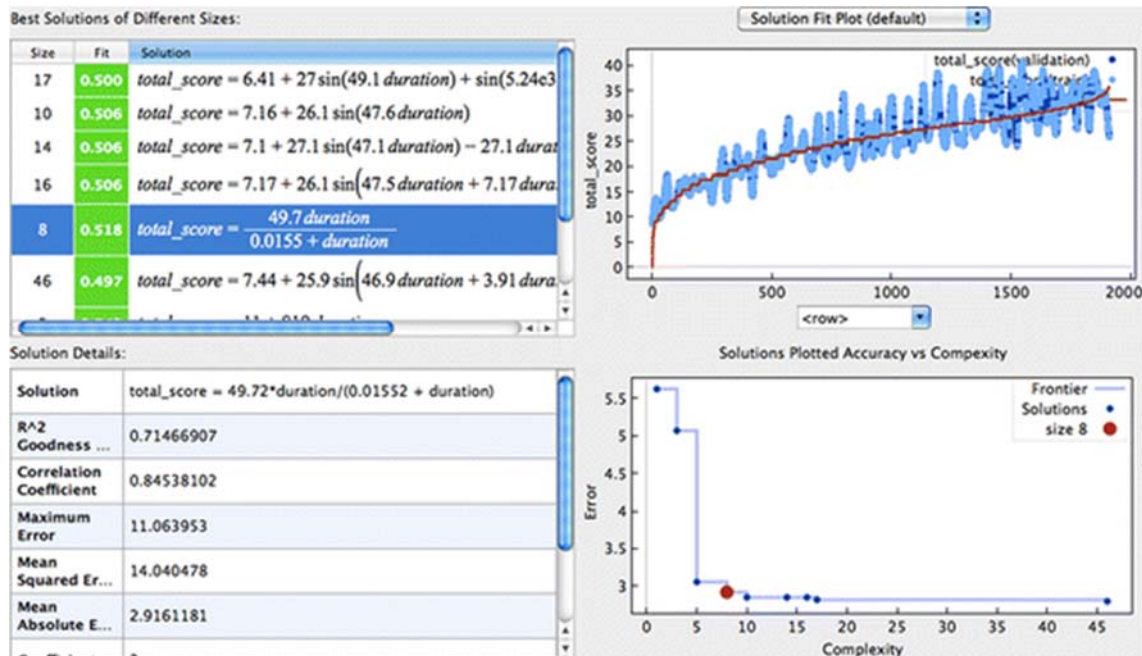 Best Solutions of Different Sizes:
Size Fit Solution
17 0.500 total_score = 6.41 + 27 sin(49.1 duration) + sin(5.24e3
10 0.506 total_score = 7.16 + 26.1 sin(47.6 duration)
14 0.506 total_score = 7.1 + 27.1 sin(47.1 duration) − 27.1 durat
16 0.506 total_score = 7.17 + 26.1 sin(47.5 duration + 7.17 dura
8 0.518 total_score = 49.7 duration / 0.0155 + duration
46 0.497 total_score = 7.44 + 25.9 sin(46.9 duration + 3.91 dura
Solution Details:
Solution total_score = 49.72*duration/(0.01552 + duration)
R^2 Goodness ... 0.71466907
Correlation Coefficient 0.84538102
Maximum Error 11.063953
Mean Squared Er... 14.040478
Mean Absolute E... 2.9161181
Solution Fit Plot (default)
total_score(validation)
total_score
40
35
30
25
20
15
10
5
0
0 500 1000 1500 2000
<row>
Solutions Plotted Accuracy vs Compexity
Frontier
Solutions
size 8
Error
5.5
5
4.5
4
3.5
3
0 5 10 15 20 25 30 35 40 45
Complexity